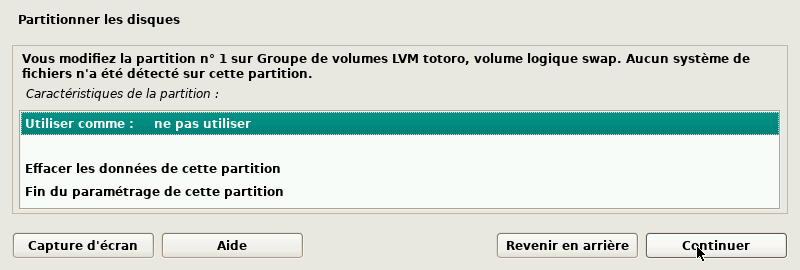 Partitionner les disques
Vous modifiez la partition n° 1 sur Groupe de volumes LVM totoro, volume logique swap. Aucun système de
fichiers n'a été détecté sur cette partition.
Caractéristiques de la partition :
Utiliser comme : ne pas utiliser
Effacer les données de cette partition
Fin du paramétrage de cette partition
Capture d'écran Aide Revenir en arrière Continuer